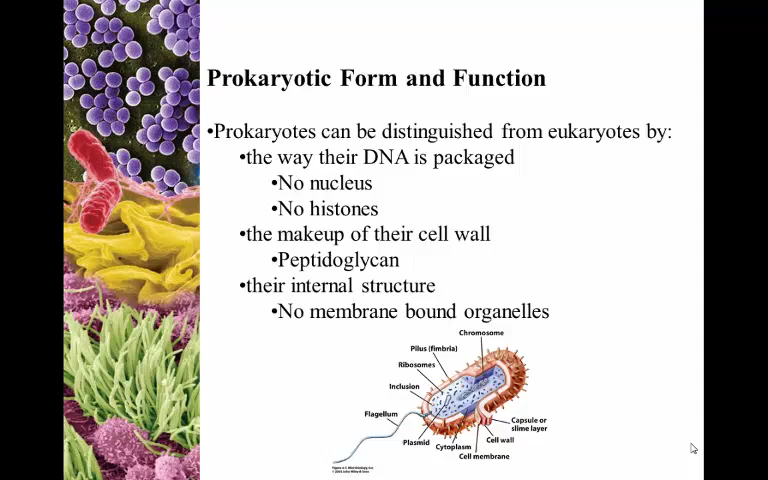 Prokaryotic Form and Function
•Prokaryotes can be distinguished from eukaryotes by:
•the way their DNA is packaged
•No nucleus
•No histones
•the makeup of their cell wall
•Peptidoglycan
•their internal structure
•No membrane bound organelles
Chromosome
Pilus (fimbria)
Ribosomes
Inclusion
Flagellum
Capsule or
slime layer
Plasmid
Cell wall
Cytoplasm
Cell membrane